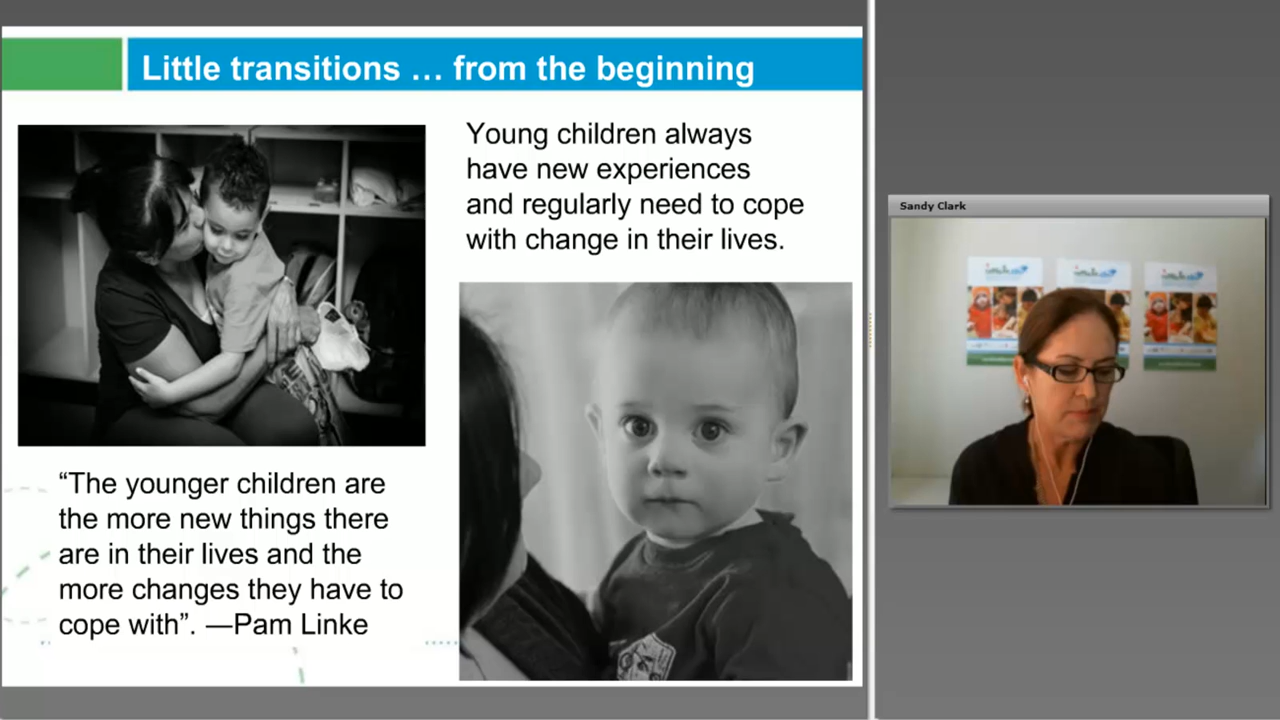 Little transitions … from the beginning
Young children always
have new experiences
and regularly need to cope
with change in their lives.
“The younger children are
the more new things there
are in their lives and the
more changes they have to
cope with”. —Pam Linke
Sandy Clark